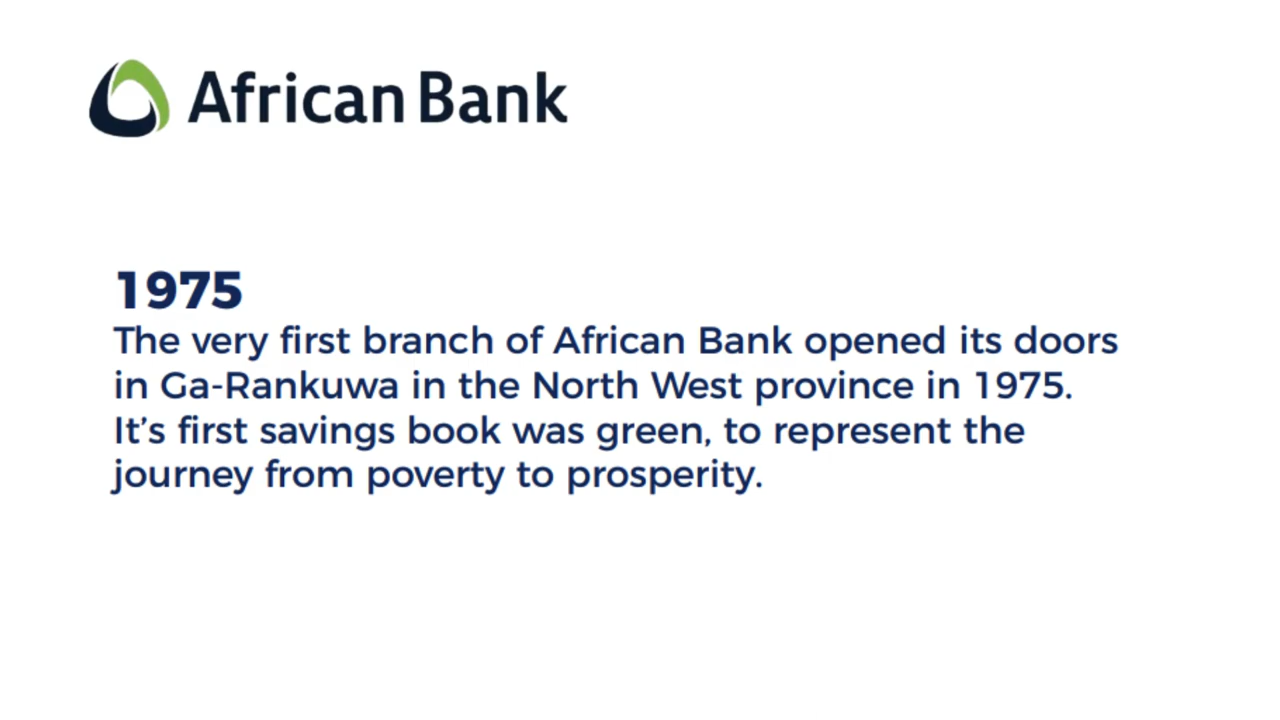 African Bank
1975
The very first branch of African Bank opened its doors
in Ga-Rankuwa in the North West province in 1975.
It’s first savings book was green, to represent the
journey from poverty to prosperity.